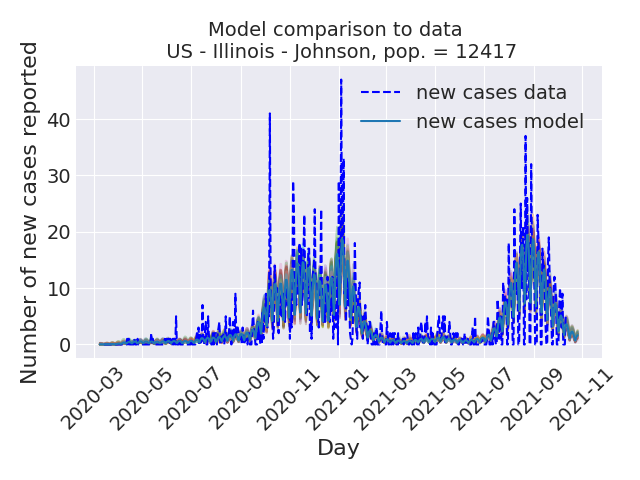 Model comparison to data
US - Illinois - Johnson, pop. = 12417
Number of new cases reported
40
30
20
10
0
new cases data
new cases model
2020-03
2020-05
2020-07
2020-09
2020-11
2021-01
2021-03
2021-05
2021-07
2021-09
2021-11
Day